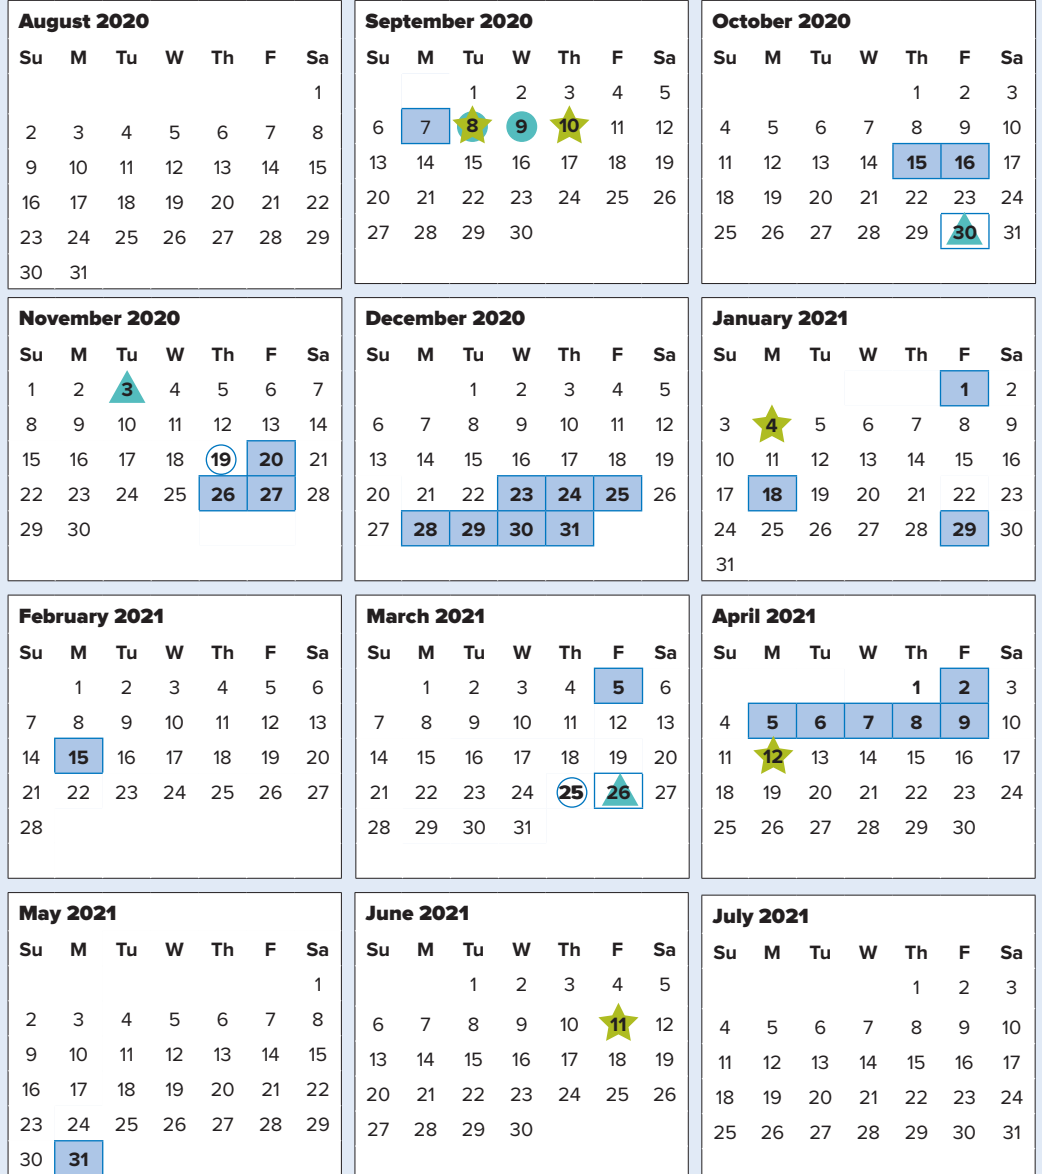 August 2020
Su M Tu W Th F Sa
1
2 3 4 5 6 7 8
9 10 11 12 13 14 15
16 17 18 19 20 21 22
23 24 25 26 27 28 29
30 31
September 2020
Su M Tu W Th F Sa
1 2 3 4 5
6 7 8 9 10 11 12
13 14 15 16 17 18 19
20 21 22 23 24 25 26
27 28 29 30
October 2020
Su M Tu W Th F Sa
1 2 3
4 5 6 7 8 9 10
11 12 13 14 15 16 17
18 19 20 21 22 23 24
25 26 27 28 29 30 31
November 2020
Su M Tu W Th F Sa
1 2 3 4 5 6 7
8 9 10 11 12 13 14
15 16 17 18 19 20 21
22 23 24 25 26 27 28
29 30
December 2020
Su M Tu W Th F Sa
1 2 3 4 5
6 7 8 9 10 11 12
13 14 15 16 17 18 19
20 21 22 23 24 25 26
27 28 29 30 31
January 2021
Su M Tu W Th F Sa
1 2
3 4 5 6 7 8 9
10 11 12 13 14 15 16
17 18 19 20 21 22 23
24 25 26 27 28 29 30
31
February 2021
Su M Tu W Th F Sa
1 2 3 4 5 6
7 8 9 10 11 12 13
14 15 16 17 18 19 20
21 22 23 24 25 26 27
28
March 2021
Su M Tu W Th F Sa
1 2 3 4 5 6
7 8 9 10 11 12 13
14 15 16 17 18 19 20
21 22 23 24 25 26 27
28 29 30 31
April 2021
Su M Tu W Th F Sa
1 2 3
4 5 6 7 8 9 10
11 12 13 14 15 16 17
18 19 20 21 22 23 24
25 26 27 28 29 30
May 2021
Su M Tu W Th F Sa
1
2 3 4 5 6 7 8
9 10 11 12 13 14 15
16 17 18 19 20 21 22
23 24 25 26 27 28 29
30 31
June 2021
Su M Tu W Th F Sa
1 2 3 4 5
6 7 8 9 10 11 12
13 14 15 16 17 18 19
20 21 22 23 24 25 26
27 28 29 30
July 2021
Su M Tu W Th F Sa
1 2 3
4 5 6 7 8 9 10
11 12 13 14 15 16 17
18 19 20 21 22 23 24
25 26 27 28 29 30 31